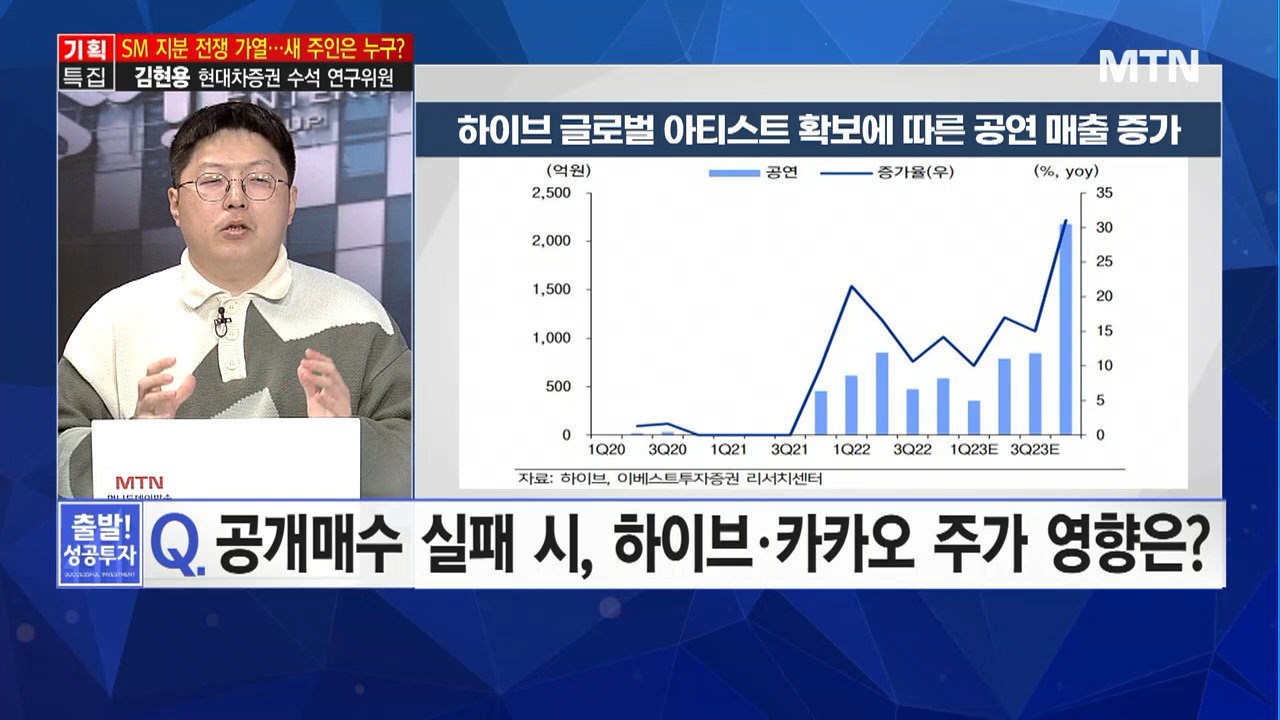 기획
특집
SM 지분 전쟁 가열…새 주인은 누구?
김현용 현대차증권 수석 연구위원
MTN
하이브 글로벌 아티스트 확보에 따른 공연 매출 증가
(억원) 공연 증가율(우) (%, yoy)
2,500 35
30
2,000
25
1,500 20
15
1,000
10
500
5
0 0
1Q20 3Q20 1Q21 3Q21 1Q22 3Q22 1Q23E 3Q23E
자료: 하이브, 이베스트투자증권 리서치센터
MTN
출발!
성공투자
SUCCESSFUL INVESTMENT
Q. 공개매수 실패 시, 하이브·카카오 주가 영향은?